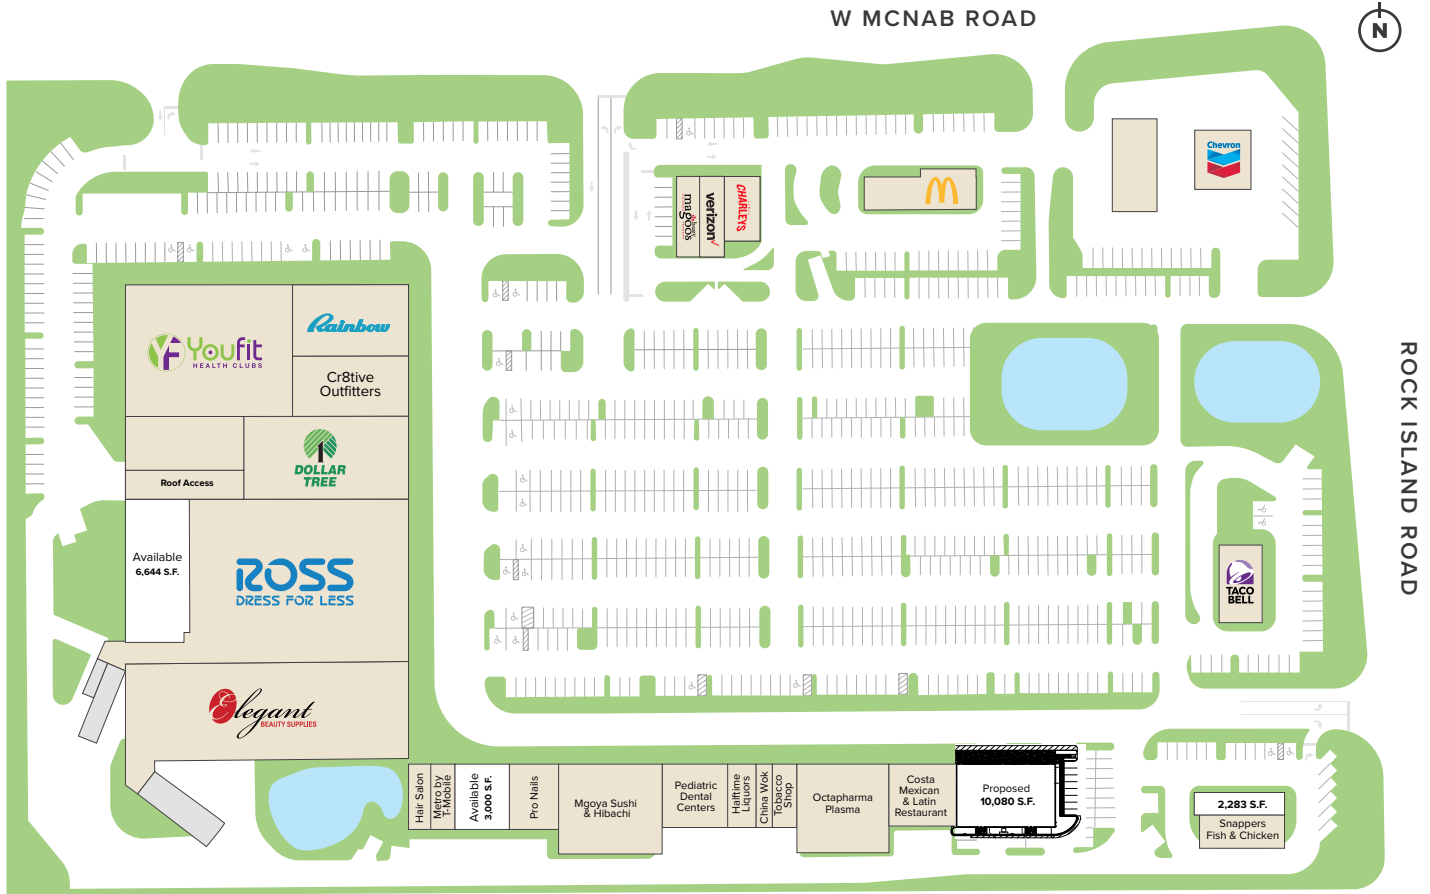 W MCNAB ROAD
N
Chevron
CHARLEYS
verizon
magoos
Rainbow
YF Youfit
HEALTH CLUBS
Cr8tive
Outfitters
ROCK ISLAND ROAD
DOLLAR
TREE
Roof Access
Available
6,644 S.F.
ROSS
DRESS FOR LESS
TACO
BELL
Elegant
BEAUTY SUPPLIES
Hair Salon
Metro by
T-Mobile
Available
3,000 S.F.
Pro Nails
Mgoya Sushi
& Hibachi
Pediatric
Dental
Centers
Halftime
Liquors
China Wok
Tobacco
Shop
Octapharma
Plasma
Costa
Mexican
& Latin
Restaurant
Proposed
10,080 S.F.
2,283 S.F.
Snappers
Fish & Chicken